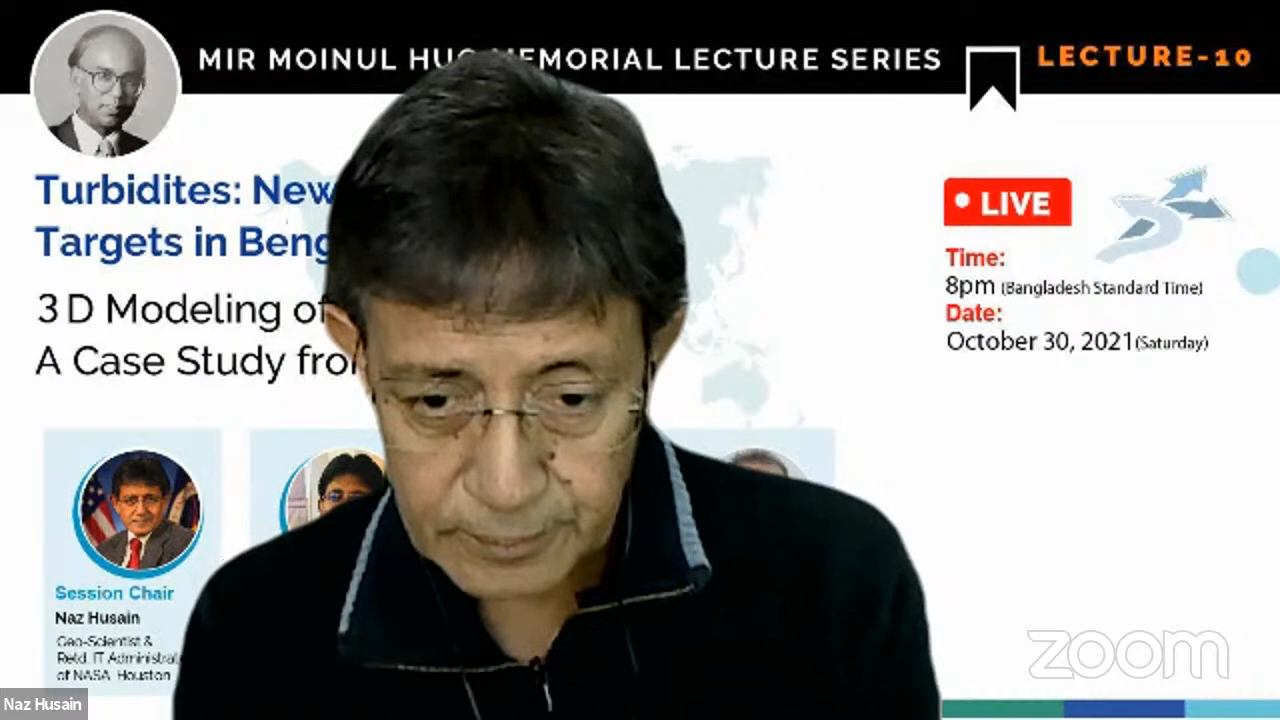 MIR MOINUL HUQ MEMORIAL LECTURE SERIES
LECTURE-10
Turbidites: New
Targets in Beng
3D Modeling of
A Case Study fro
LIVE
Time:
8pm (Bangladesh Standard Time)
Date:
October 30, 2021 (Saturday)
Session Chair
Naz Husain
Geo-Scientist &
Retd. IT Administrat
of NASA, Houston
zoom
Naz Husain